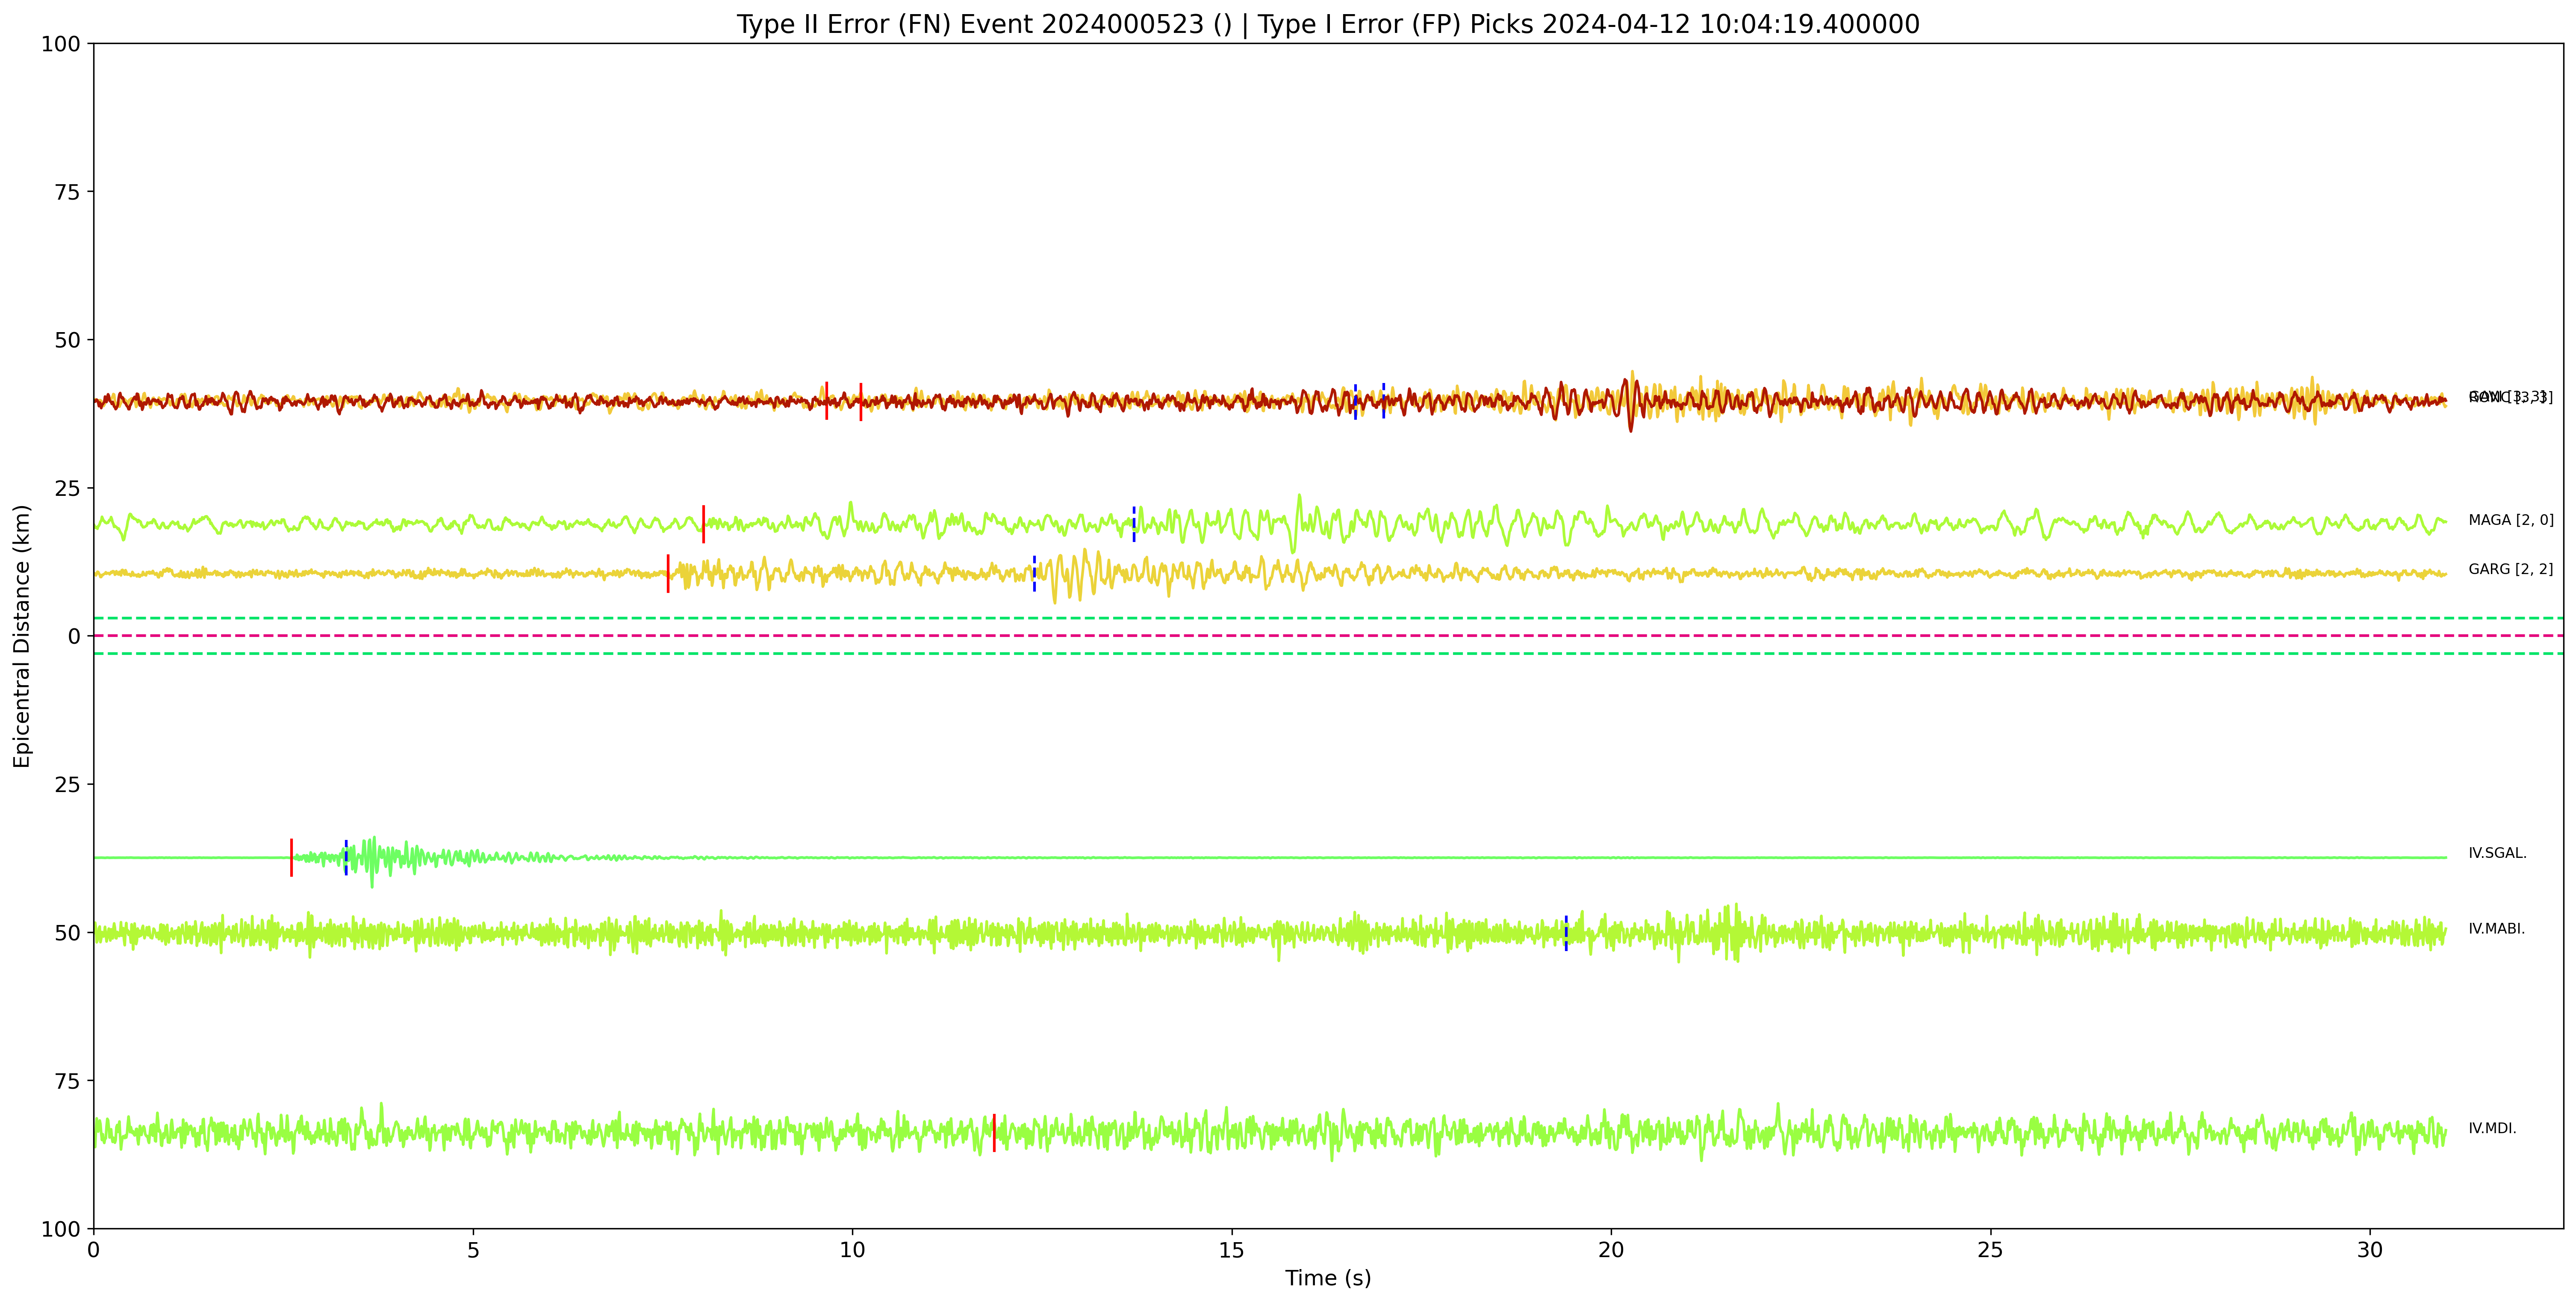 Type II Error (FN) Event 2024000523 () | Type I Error (FP) Picks 2024-04-12 10:04:19.400000
100
75
50
25
0
25
50
75
100
Epicentral Distance (km)
MAGA [2, 0]
GARG [2, 2]
IV.SGAL.
IV.MABI.
IV.MDI.
0
5
10
15
20
25
30
Time (s)